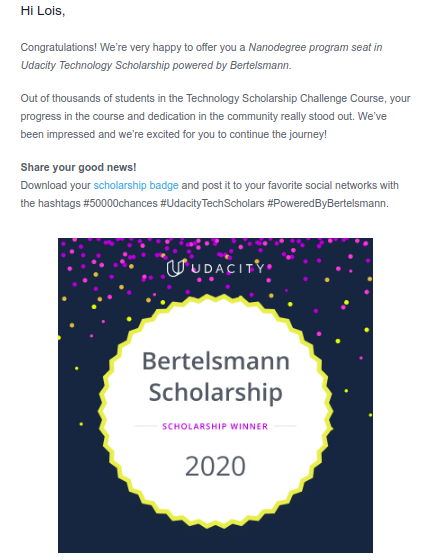 Hi Lois,
Congratulations! We're very happy to offer you a Nanodegree program seat in
Udacity Technology Scholarship powered by Bertelsmann.
Out of thousands of students in the Technology Scholarship Challenge Course, your
progress in the course and dedication in the community really stood out. We've
been impressed and we're excited for you to continue the journey!
Share your good news!
Download your scholarship badge and post it to your favorite social networks with
the hashtags #50000chances #UdacityTechScholars #PoweredByBertelsmann.
UDACITY
Bertelsmann
Scholarship
SCHOLARSHIP WINNER
2020